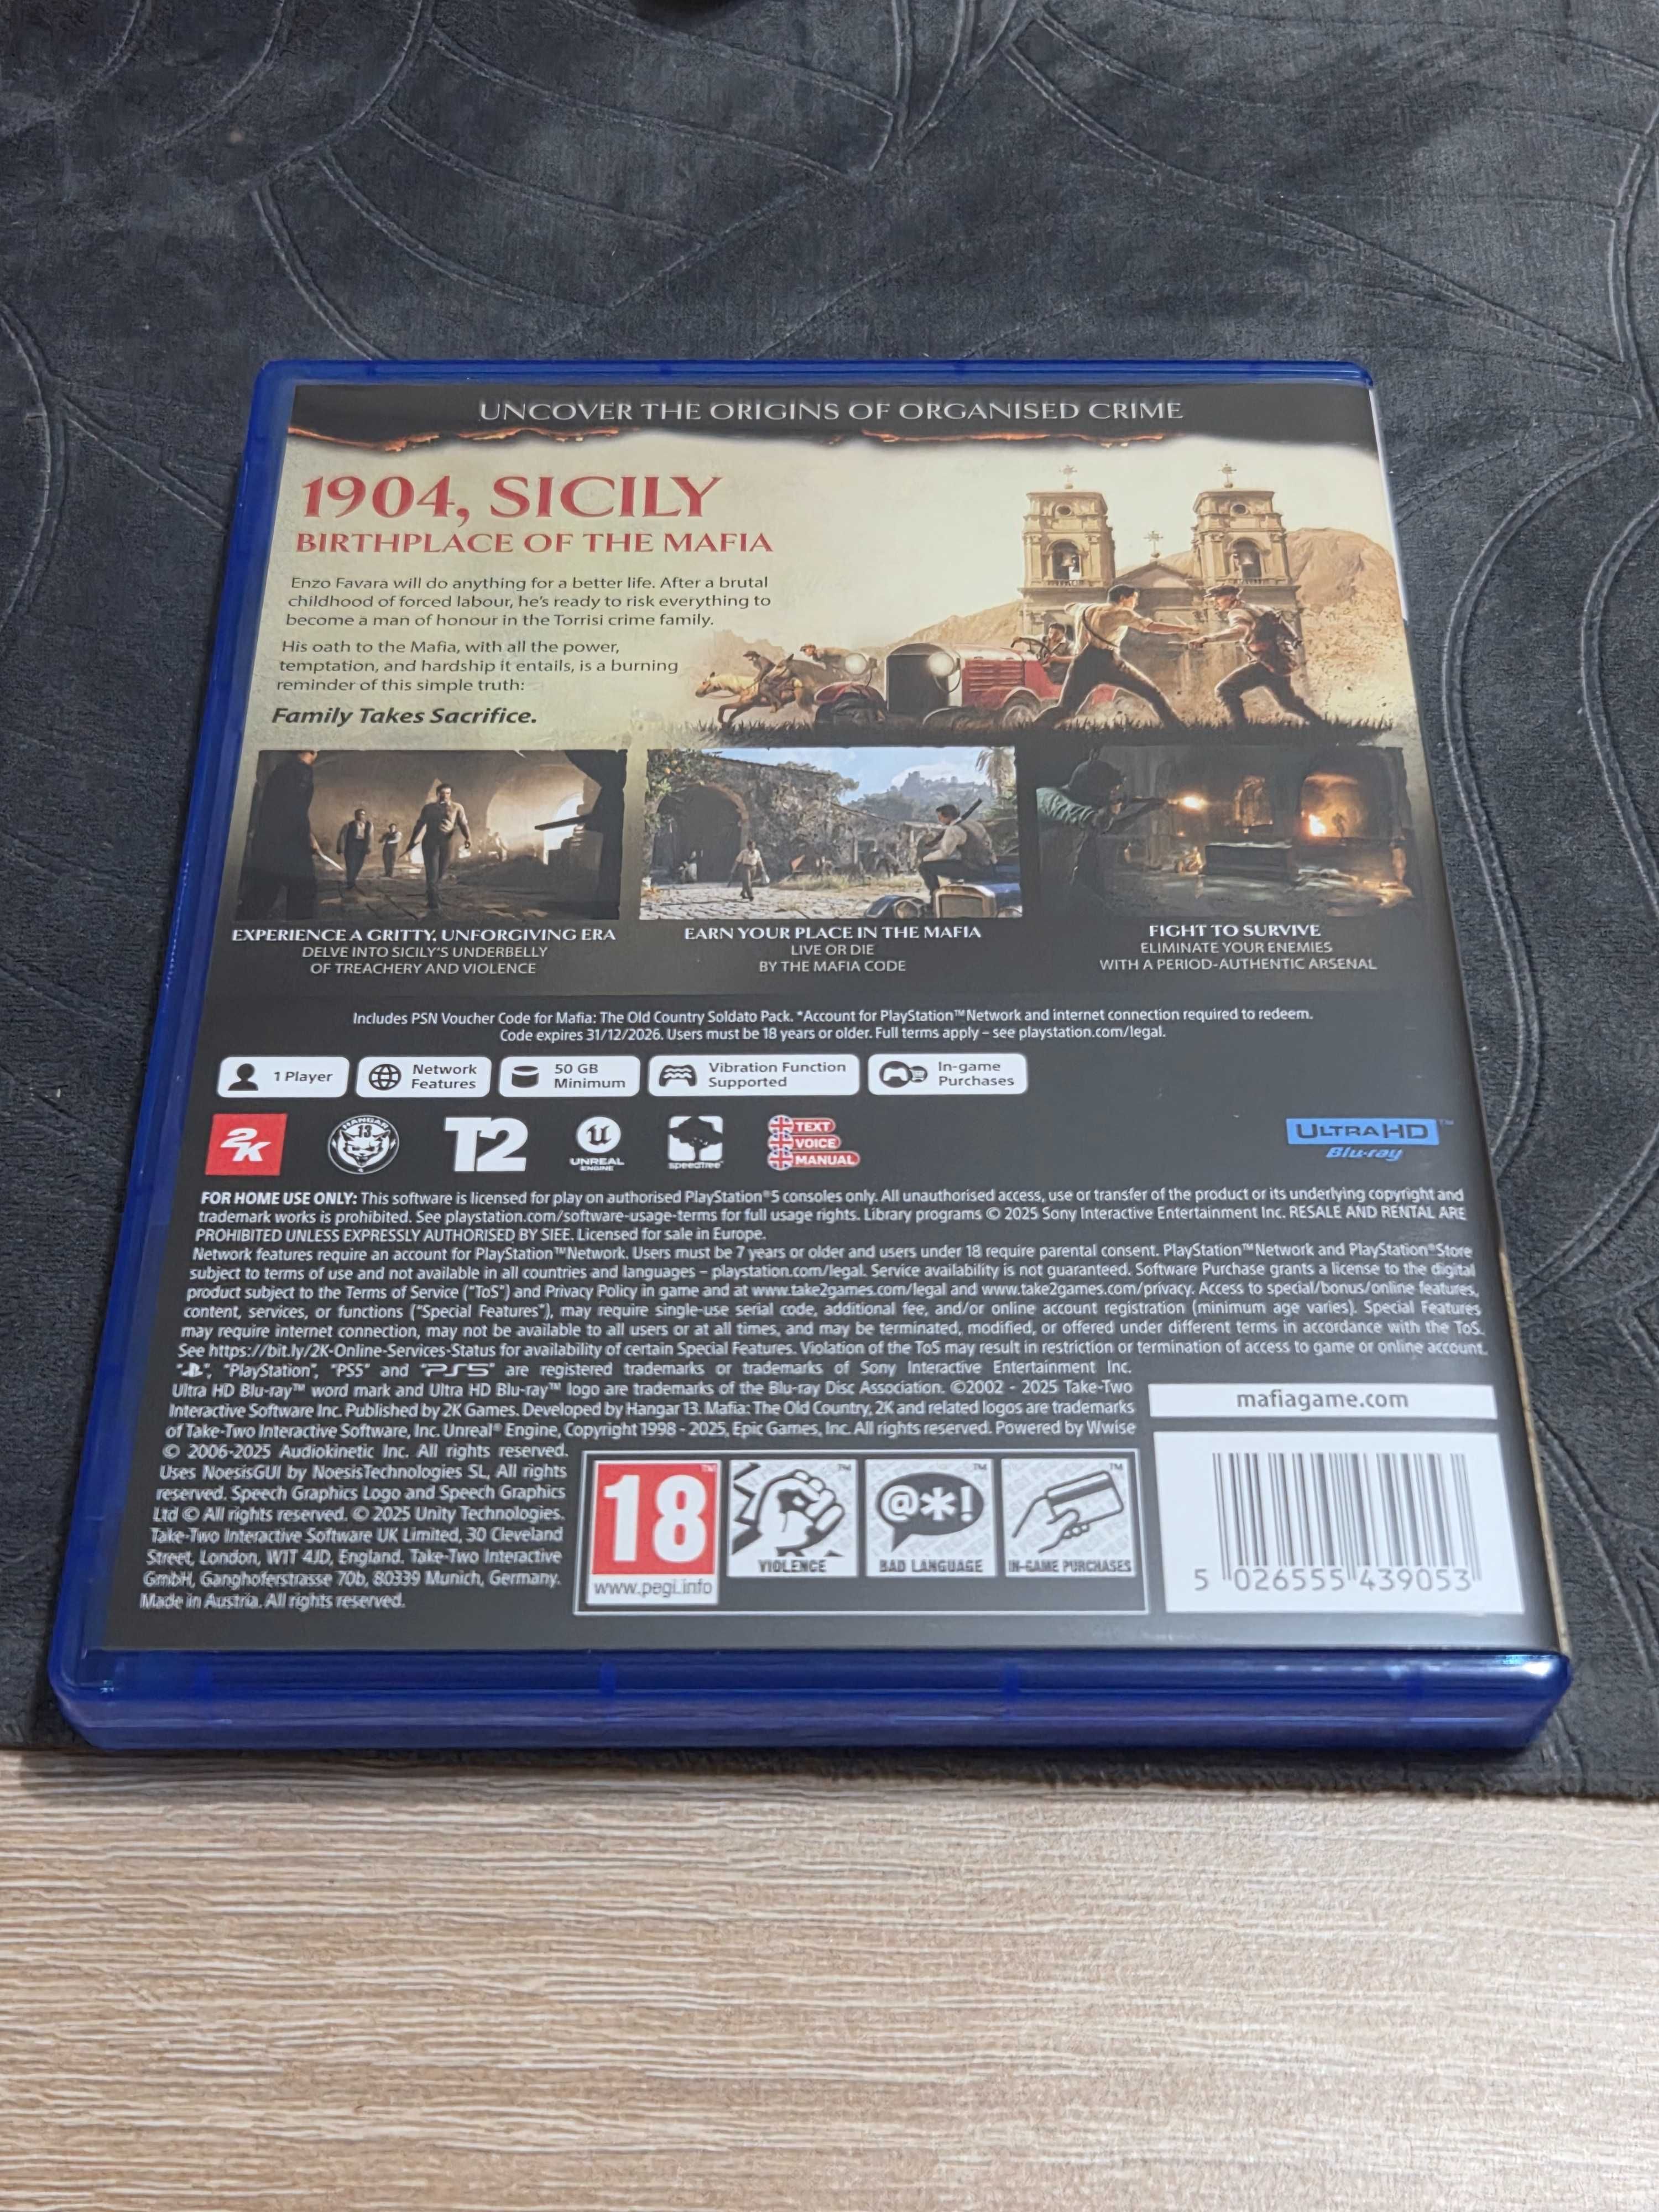 UNCOVER THE ORIGINS OF ORGANISED CRIME
1904, SICILY
BIRTHPLACE OF THE MAFIA
Enzo Favara will do anything for a better life. After a brutal
childhood of forced labour, he's ready to risk everything to
become a man of honour in the Torrisi crime family.
His oath to the Mafia, with all the power,
temptation, and hardship it entails, is a burning
reminder of this simple truth:
Family Takes Sacrifice.
EXPERIENCE A GRITTY, UNFORGIVING ERA
DELVE INTO SICILY'S UNDERBELLY
OF TREACHERY AND VIOLENCE
EARN YOUR PLACE IN THE MAFIA
LIVE OR DIE
BY THE MAFIA CODE
FIGHT TO SURVIVE
ELIMINATE YOUR ENEMIES
WITH A PERIOD-AUTHENTIC ARSENAL
Includes PSN Voucher Code for Mafia: The Old Country Soldato Pack. *Account for PlayStation™Network and internet connection required to redeem.
Code expires 31/12/2026. Users must be 18 years or older. Full terms apply – see playstation.com/legal.
1 Player
Network
Features
50 GB
Minimum
Vibration Function
Supported
In-game
Purchases
2K
HANGAR
13
T2
UNREAL
ENGINE
speedtree
TEXT
VOICE
MANUAL
ULTRA HD™
Blu-ray
FOR HOME USE ONLY: This software is licensed for play on authorised PlayStation®5 consoles only. All unauthorised access, use or transfer of the product or its underlying copyright and
trademark works is prohibited. See playstation.com/software-usage-terms for full usage rights. Library programs © 2025 Sony Interactive Entertainment Inc. RESALE AND RENTAL ARE
PROHIBITED UNLESS EXPRESSLY AUTHORISED BY SIEE. Licensed for sale in Europe.
Network features require an account for PlayStation™Network. Users must be 7 years or older and users under 18 require parental consent. PlayStation™Network and PlayStation®Store
subject to terms of use and not available in all countries and languages – playstation.com/legal. Service availability is not guaranteed. Software Purchase grants a license to the digital
product subject to the Terms of Service ("ToS") and Privacy Policy in game and at www.take2games.com/legal and www.take2games.com/privacy. Access to special/bonus/online features,
content, services, or functions ("Special Features"), may require single-use serial code, additional fee, and/or online account registration (minimum age varies). Special Features
may require internet connection, may not be available to all users or at all times, and may be terminated, modified, or offered under different terms in accordance with the ToS.
See https://bit.ly/2K-Online-Services-Status for availability of certain Special Features. Violation of the ToS may result in restriction or termination of access to game or online account.
" ", "PlayStation", "PS5" and "PS5" are registered trademarks or trademarks of Sony Interactive Entertainment Inc.
Ultra HD Blu-ray™ word mark and Ultra HD Blu-ray™ logo are trademarks of the Blu-ray Disc Association. ©2002 - 2025 Take-Two
Interactive Software Inc. Published by 2K Games. Developed by Hangar 13. Mafia: The Old Country, 2K and related logos are trademarks
of Take-Two Interactive Software, Inc. Unreal® Engine, Copyright 1998 - 2025, Epic Games, Inc. All rights reserved. Powered by Wwise
© 2006-2025 Audiokinetic Inc. All rights reserved.
Uses NoesisGUI by NoesisTechnologies SL, All rights
reserved. Speech Graphics Logo and Speech Graphics
Ltd © All rights reserved. © 2025 Unity Technologies.
Take-Two Interactive Software UK Limited, 30 Cleveland
Street, London, W1T 4JD, England. Take-Two Interactive
GmbH, Ganghoferstrasse 70b, 80339 Munich, Germany.
Made in Austria. All rights reserved.
18™
www.pegi.info
™
VIOLENCE
@*!
™
BAD LANGUAGE
™
IN-GAME PURCHASES
mafiagame.com
5 026555 439053